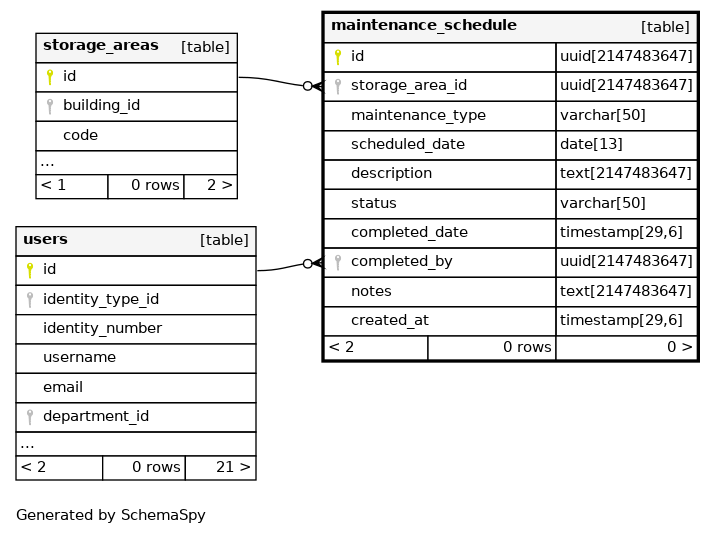 storage_areas [table]
id
building_id
code
...
< 1 0 rows 2 >
users [table]
id
identity_type_id
identity_number
username
email
department_id
...
< 2 0 rows 21 >
maintenance_schedule [table]
id uuid[2147483647]
storage_area_id uuid[2147483647]
maintenance_type varchar[50]
scheduled_date date[13]
description text[2147483647]
status varchar[50]
completed_date timestamp[29,6]
completed_by uuid[2147483647]
notes text[2147483647]
created_at timestamp[29,6]
< 2 0 rows 0 >
Generated by SchemaSpy